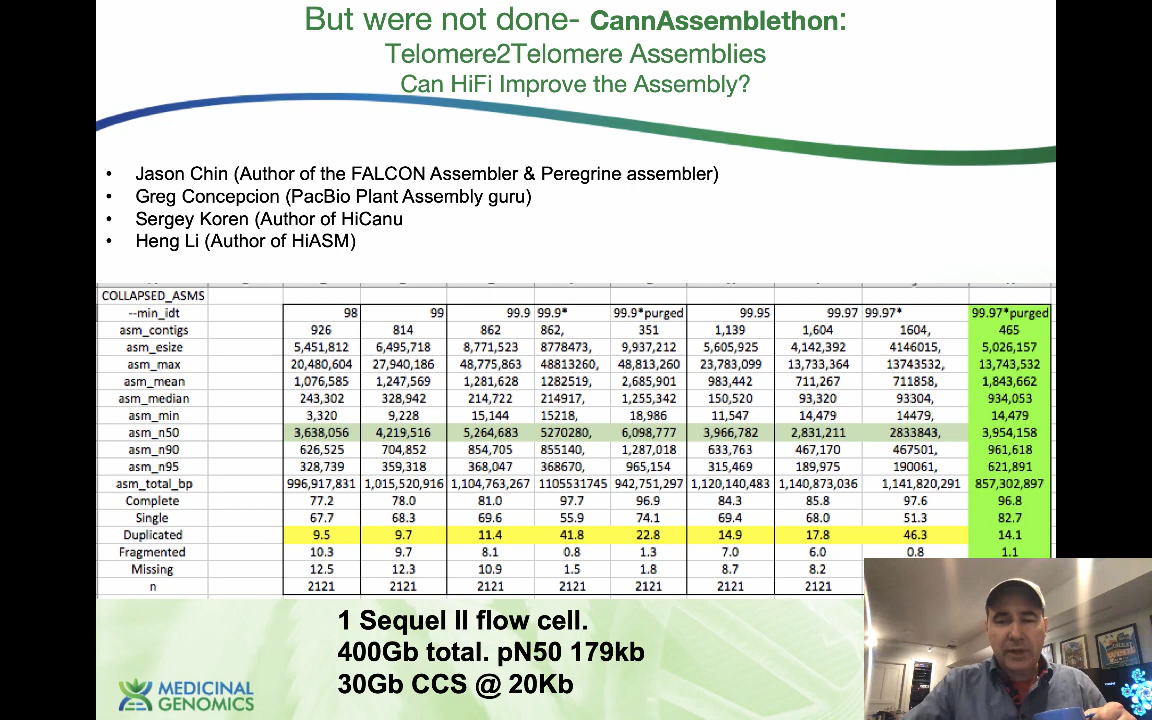 But were not done- CannAssemblethon:
Telomere2Telomere Assemblies
Can HiFi Improve the Assembly?
• Jason Chin (Author of the FALCON Assembler & Peregrine assembler)
• Greg Concepcion (PacBio Plant Assembly guru)
• Sergey Koren (Author of HiCanu
• Heng Li (Author of HiASM)
COLLAPSED_ASMS
--min_idt 98 99 99.9 99.9* 99.9*purged 99.95 99.97 99.97* 99.97*purged
asm_contigs 926 814 862 862, 351 1,139 1,604 1604, 465
asm_esize 5,451,812 6,495,718 8,771,523 8778473, 9,937,212 5,605,925 4,142,392 4146015, 5,026,157
asm_max 20,480,604 27,940,186 48,775,863 48813260, 48,813,260 23,783,099 13,733,364 13743532, 13,743,532
asm_mean 1,076,585 1,247,569 1,281,628 1282519, 2,685,901 983,442 711,267 711858, 1,843,662
asm_median 243,302 328,942 214,722 214917, 1,255,342 150,520 93,320 93304, 934,053
asm_min 3,320 9,228 15,144 15218, 18,986 11,547 14,479 14479, 14,479
asm_n50 3,638,056 4,219,516 5,264,683 5270280, 6,098,777 3,966,782 2,831,211 2833843, 3,954,158
asm_n90 626,525 704,852 854,705 855140, 1,287,018 633,763 467,170 467501, 961,618
asm_n95 328,739 359,318 368,047 368670, 965,154 315,469 189,975 190061, 621,891
asm_total_bp 996,917,831 1,015,520,916 1,104,763,267 1105531745 942,751,297 1,120,140,483 1,140,873,036 1,141,820,291 857,302,897
Complete 77.2 78.0 81.0 97.7 96.9 84.3 85.8 97.6 96.8
Single 67.7 68.3 69.6 55.9 74.1 69.4 68.0 51.3 82.7
Duplicated 9.5 9.7 11.4 41.8 22.8 14.9 17.8 46.3 14.1
Fragmented 10.3 9.7 8.1 0.8 1.3 7.0 6.0 0.8 1.1
Missing 12.5 12.3 10.9 1.5 1.8 8.7 8.2
n 2121 2121 2121 2121 2121 2121 2121
1 Sequel II flow cell.
400Gb total. pN50 179kb
30Gb CCS @ 20Kb
MEDICINAL
GENOMICS